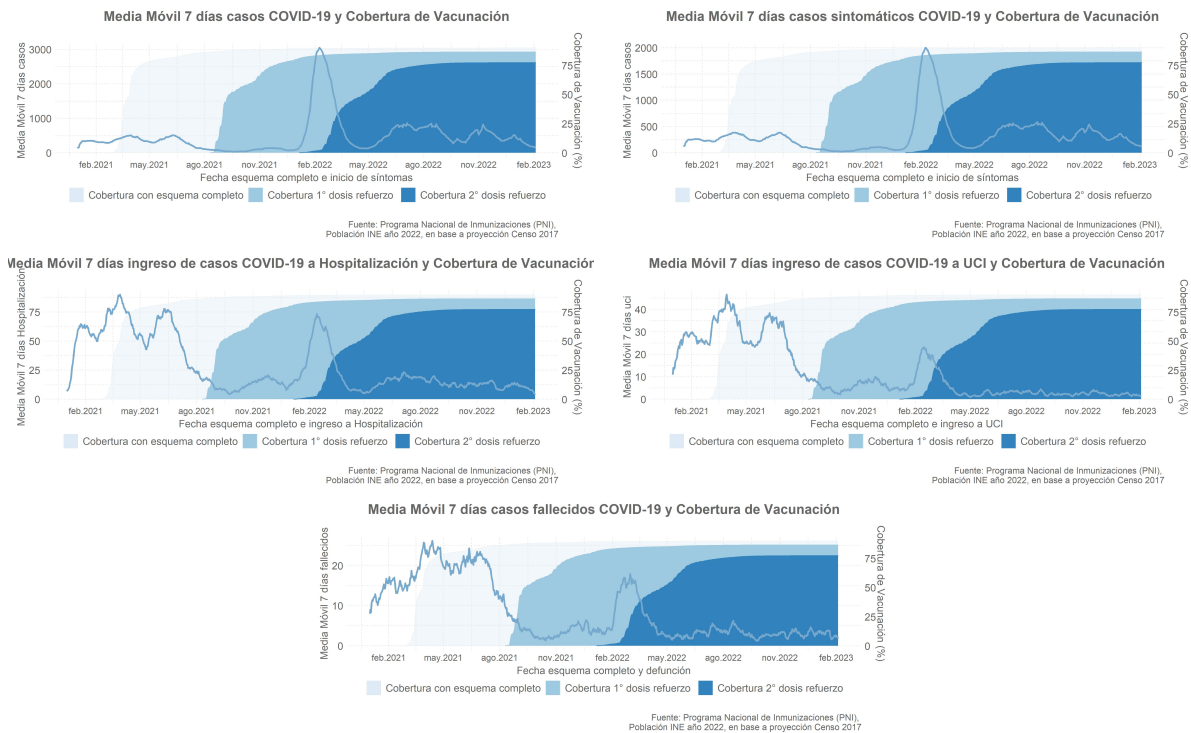 Media Móvil 7 días casos COVID-19 y Cobertura de Vacunación
Media Móvil 7 días casos
3000
2000
1000
0
75
50
25
0
Cobertura de Vacunación (%)
feb.2021 may.2021 ago.2021 nov.2021 feb.2022 may.2022 ago.2022 nov.2022 feb.2023
Fecha esquema completo e inicio de síntomas
Cobertura con esquema completo Cobertura 1° dosis refuerzo Cobertura 2° dosis refuerzo
Fuente: Programa Nacional de Inmunizaciones (PNI),
Población INE año 2022, en base a proyección Censo 2017
Media Móvil 7 días casos sintomáticos COVID-19 y Cobertura de Vacunación
Media Móvil 7 días casos
2000
1500
1000
500
0
75
50
25
0
Cobertura de Vacunación (%)
feb.2021 may.2021 ago.2021 nov.2021 feb.2022 may.2022 ago.2022 nov.2022 feb.2023
Fecha esquema completo e inicio de síntomas
Cobertura con esquema completo Cobertura 1° dosis refuerzo Cobertura 2° dosis refuerzo
Fuente: Programa Nacional de Inmunizaciones (PNI),
Población INE año 2022, en base a proyección Censo 2017
Media Móvil 7 días ingreso de casos COVID-19 a Hospitalización y Cobertura de Vacunación
Media Móvil 7 días Hospitalización
75
50
25
0
75
50
25
0
Cobertura de Vacunación (%)
feb.2021 may.2021 ago.2021 nov.2021 feb.2022 may.2022 ago.2022 nov.2022 feb.2023
Fecha esquema completo e ingreso a Hospitalización
Cobertura con esquema completo Cobertura 1° dosis refuerzo Cobertura 2° dosis refuerzo
Fuente: Programa Nacional de Inmunizaciones (PNI),
Población INE año 2022, en base a proyección Censo 2017
Media Móvil 7 días ingreso de casos COVID-19 a UCI y Cobertura de Vacunación
Media Móvil 7 días uci
40
30
20
10
0
75
50
25
0
Cobertura de Vacunación (%)
feb.2021 may.2021 ago.2021 nov.2021 feb.2022 may.2022 ago.2022 nov.2022 feb.2023
Fecha esquema completo e ingreso a UCI
Cobertura con esquema completo Cobertura 1° dosis refuerzo Cobertura 2° dosis refuerzo
Fuente: Programa Nacional de Inmunizaciones (PNI),
Población INE año 2022, en base a proyección Censo 2017
Media Móvil 7 días casos fallecidos COVID-19 y Cobertura de Vacunación
Media Móvil 7 días fallecidos
20
10
0
75
50
25
0
Cobertura de Vacunación (%)
feb.2021 may.2021 ago.2021 nov.2021 feb.2022 may.2022 ago.2022 nov.2022 feb.2023
Fecha esquema completo y defunción
Cobertura con esquema completo Cobertura 1° dosis refuerzo Cobertura 2° dosis refuerzo
Fuente: Programa Nacional de Inmunizaciones (PNI),
Población INE año 2022, en base a proyección Censo 2017